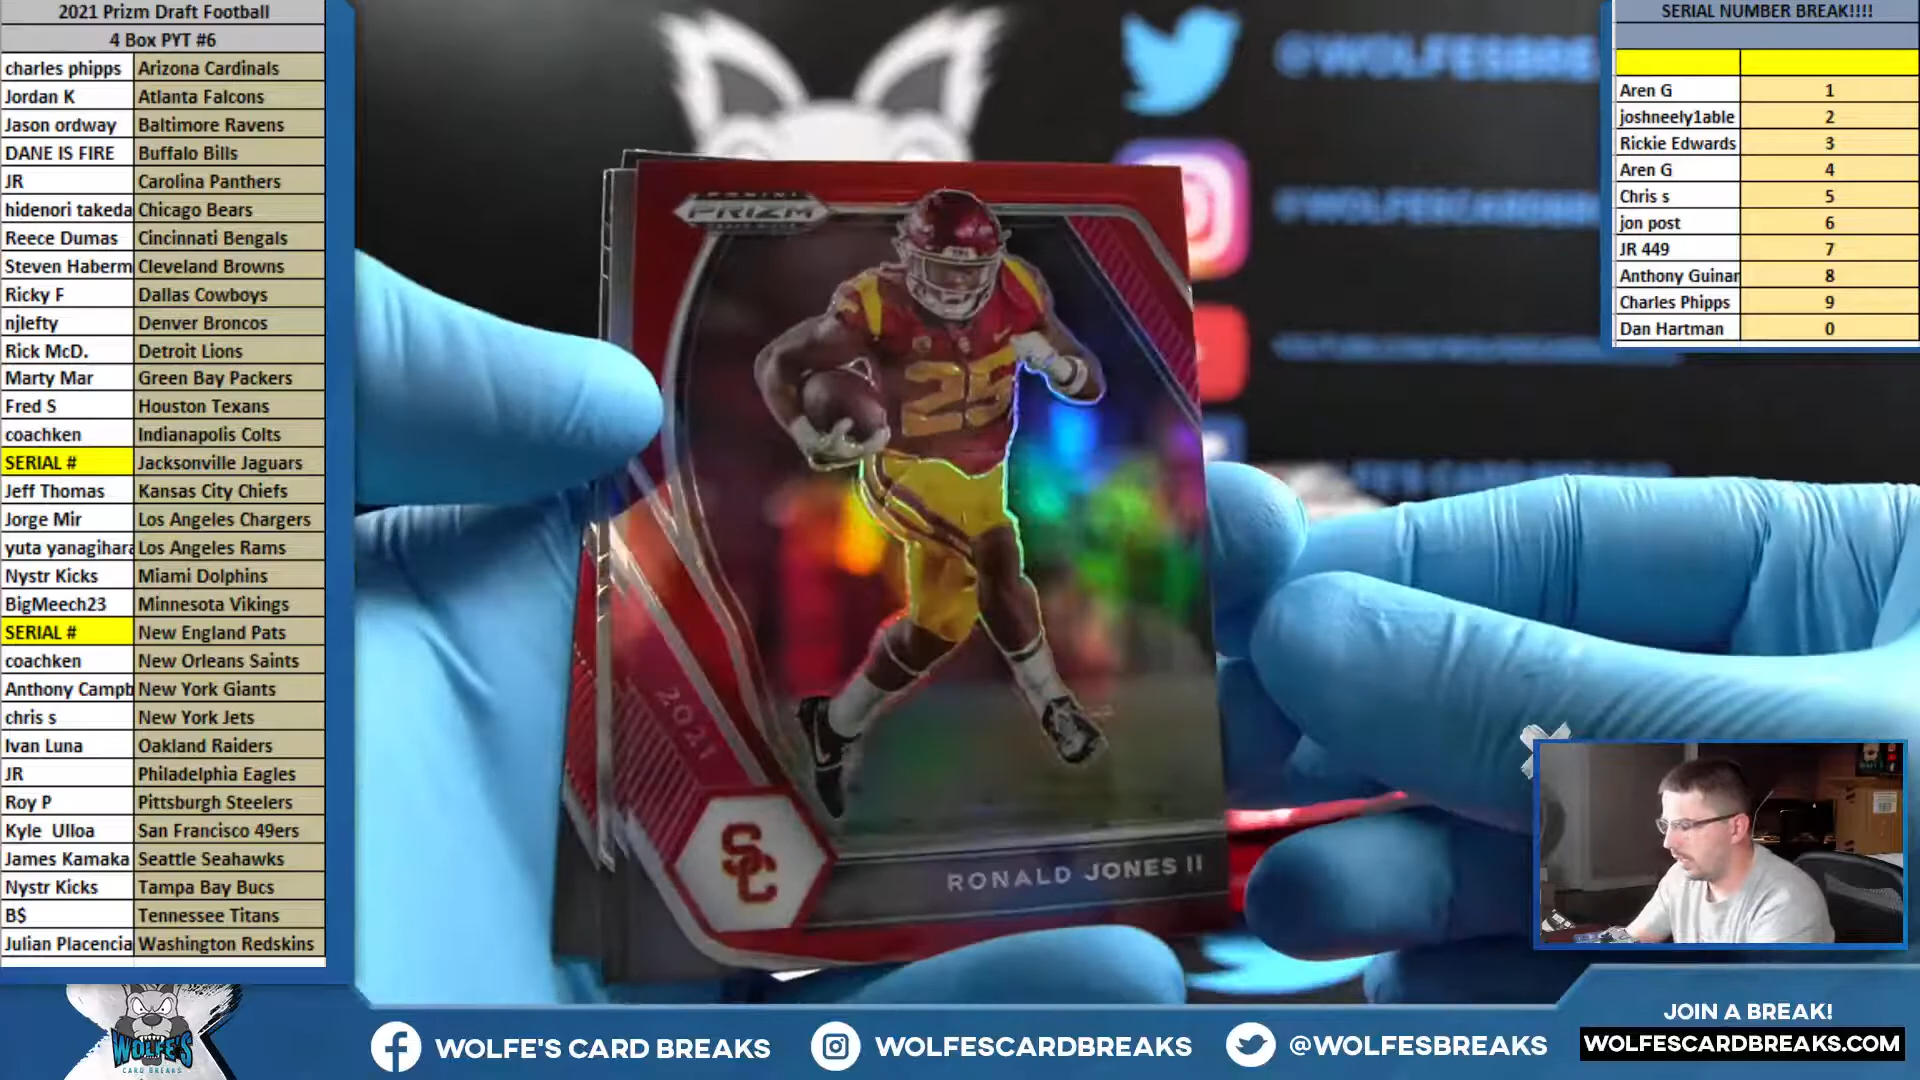 2021 Prizm Draft Football
4 Box PYT #6
charles phipps Arizona Cardinals
Jordan K Atlanta Falcons
Jason ordway Baltimore Ravens
DANE IS FIRE Buffalo Bills
JR Carolina Panthers
hidenori takeda Chicago Bears
Reece Dumas Cincinnati Bengals
Steven Haberm Cleveland Browns
Ricky F Dallas Cowboys
njlefty Denver Broncos
Rick McD. Detroit Lions
Marty Mar Green Bay Packers
Fred S Houston Texans
coachken Indianapolis Colts
SERIAL # Jacksonville Jaguars
Jeff Thomas Kansas City Chiefs
Jorge Mir Los Angeles Chargers
yuta yanagihara Los Angeles Rams
Nystr Kicks Miami Dolphins
BigMeech23 Minnesota Vikings
SERIAL # New England Pats
coachken New Orleans Saints
Anthony Campb New York Giants
chris s New York Jets
Ivan Luna Oakland Raiders
JR Philadelphia Eagles
Roy P Pittsburgh Steelers
Kyle Ulloa San Francisco 49ers
James Kamaka Seattle Seahawks
Nystr Kicks Tampa Bay Bucs
B$ Tennessee Titans
Julian Placencia Washington Redskins
SERIAL NUMBER BREAK!!!!
Aren G 1
joshneely1able 2
Rickie Edwards 3
Aren G 4
Chris s 5
jon post 6
JR 449 7
Anthony Guinar 8
Charles Phipps 9
Dan Hartman 0
@WOLFESBREA
PANINI
PRIZM
25
2021
SC
RONALD JONES II
WOLFE'S
CARD BREAKS
WOLFE'S CARD BREAKS
WOLFESCARDBREAKS
@WOLFESBREAKS
JOIN A BREAK!
WOLFESCARDBREAKS.COM